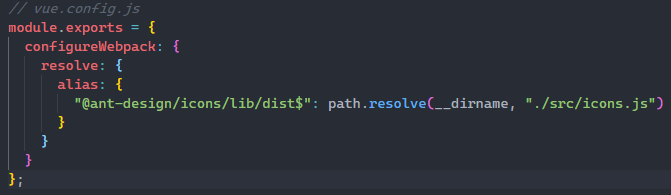 // vue.config.js
module.exports = {
  configureWebpack: {
    resolve: {
      alias: {
        "@ant-design/icons/lib/dist$": path.resolve(__dirname, "./src/icons.js")
      }
    }
  }
};